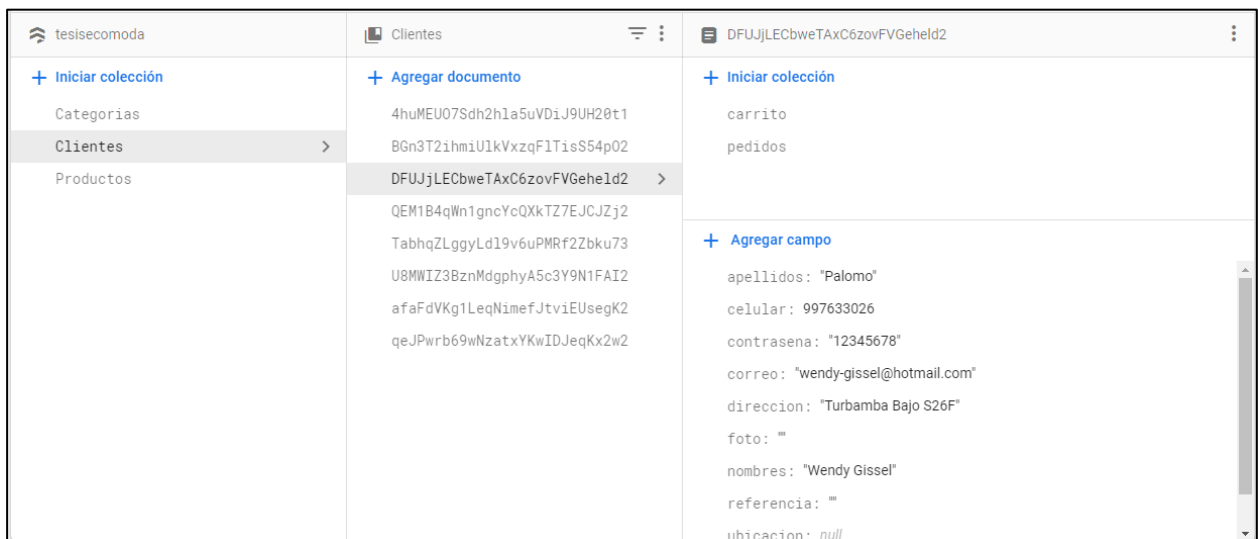 tesisecomoda
+ Iniciar colección
Categorias
Clientes
Productos
Clientes
+ Agregar documento
4huMEUO7Sdh2hla5uVDiJ9UH20t1
BGn3T2ihmiUlkVxzqFlTisS54pO2
DFUJjLECbweTAxC6zovFVGeheld2
QEM1B4qWn1gncYcQXkTZ7EJCJZj2
TabhqZLggyLdl9v6uPMRf2Zbku73
U8MWIZ3BznMdgphyA5c3Y9N1FAI2
afaFdVKg1LeqNimefJtviEUsegK2
qeJPwrb69wNzatxYKwIDJeqKx2w2
DFUJjLECbweTAxC6zovFVGeheld2
+ Iniciar colección
carrito
pedidos
+ Agregar campo
apellidos: "Palomo"
celular: 997633026
contrasena: "12345678"
correo: "wendy-gissel@hotmail.com"
direccion: "Turbamba Bajo S26F"
foto: ""
nombres: "Wendy Gissel"
referencia: ""
ubicacion: null